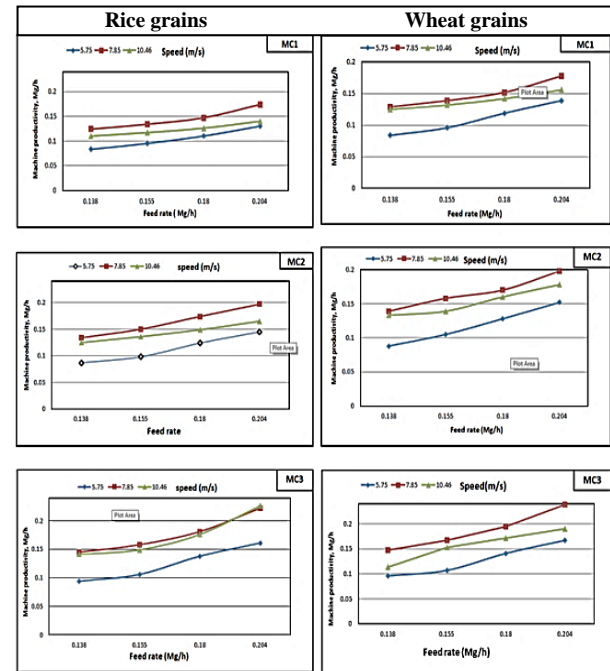 Rice grains
Wheat grains
5.75 7.85 10.46 Speed (m/s)
MC1
Machine productivity, Mg/h
0.2
0.15
0.1
0.05
0
0.138 0.155 0.18 0.204
Feed rate ( Mg/h)
5.75 7.85 10.46 Speed (m/s)
MC1
Machine productivity, Mg/h
0.2
0.15
0.1
0.05
0
Plot Area
0.138 0.155 0.18 0.204
Feed rate (Mg/h)
5.75 7.85 10.46 speed (m/s)
MC2
Machine productivity, Mg/h
0.2
0.15
0.1
0.05
0
Plot Area
0.138 0.155 0.18 0.204
Feed rate
5.75 7.85 10.46 Speed (m/s)
MC2
Machine productivity, Mg/h
0.2
0.15
0.1
0.05
0
Plot Area
0.138 0.155 0.18 0.204
Feed rate (Mg/h)
5.75 7.85 10.46 speed (m/s)
MC3
Machine productivity, Mg/h
0.2
0.15
0.1
0.05
0
Plot Area
0.138 0.155 0.18 0.204
Feed rate (Mg/h)
5.75 7.85 10.46 Speed(m/s)
MC3
Machine productivity, Mg/h
0.2
0.15
0.1
0.05
0
0.138 0.155 0.18 0.204
Feed rate (Mg/h)